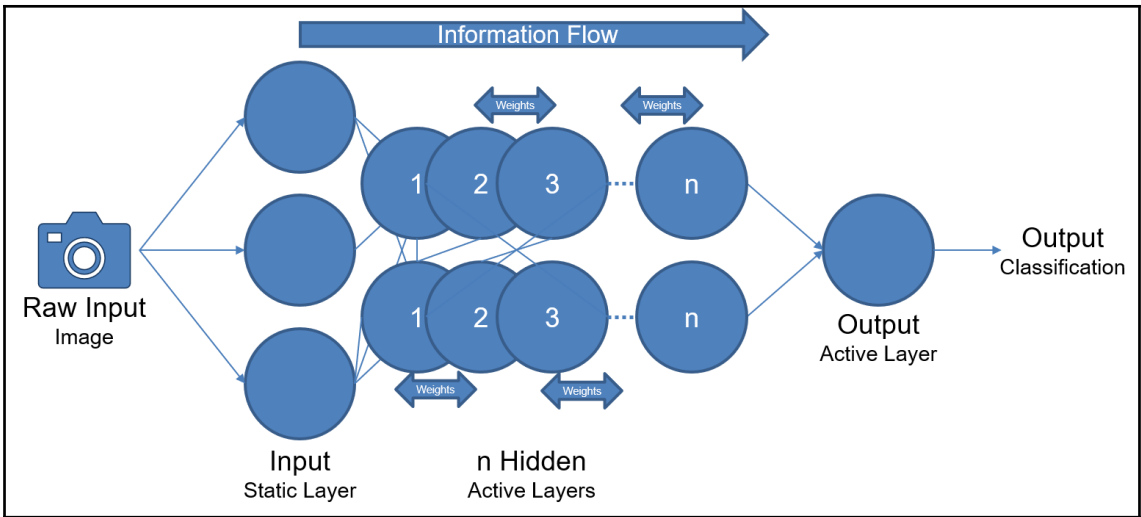 Information Flow
Weights
Weights
1
2
3
n
Raw Input
Image
1
2
3
n
Output
Classification
Output
Active Layer
Weights
Weights
Input
Static Layer
n Hidden
Active Layers